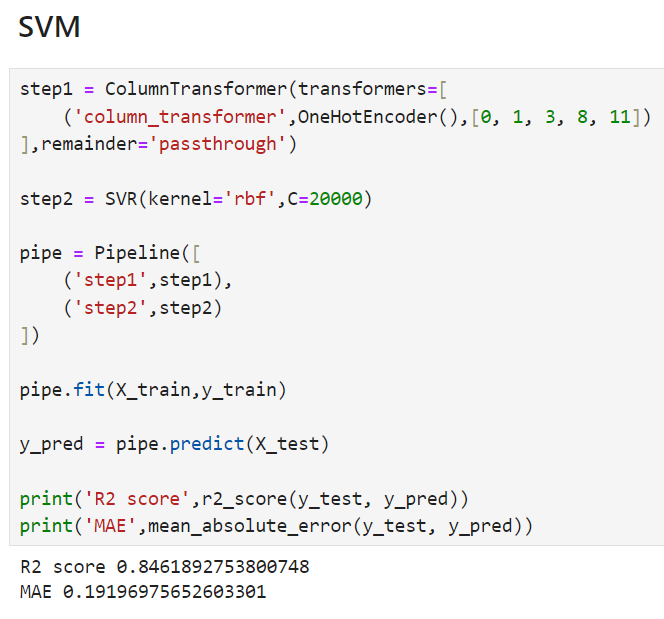 SVM
step1 = ColumnTransformer(transformers=[
    ('column_transformer',OneHotEncoder(),[0, 1, 3, 8, 11])
],remainder='passthrough')
step2 = SVR(kernel='rbf',C=20000)
pipe = Pipeline([
    ('step1',step1),
    ('step2',step2)
])
pipe.fit(X_train,y_train)
y_pred = pipe.predict(X_test)
print('R2 score',r2_score(y_test, y_pred))
print('MAE',mean_absolute_error(y_test, y_pred))
R2 score 0.8461892753800748
MAE 0.19196975652603301